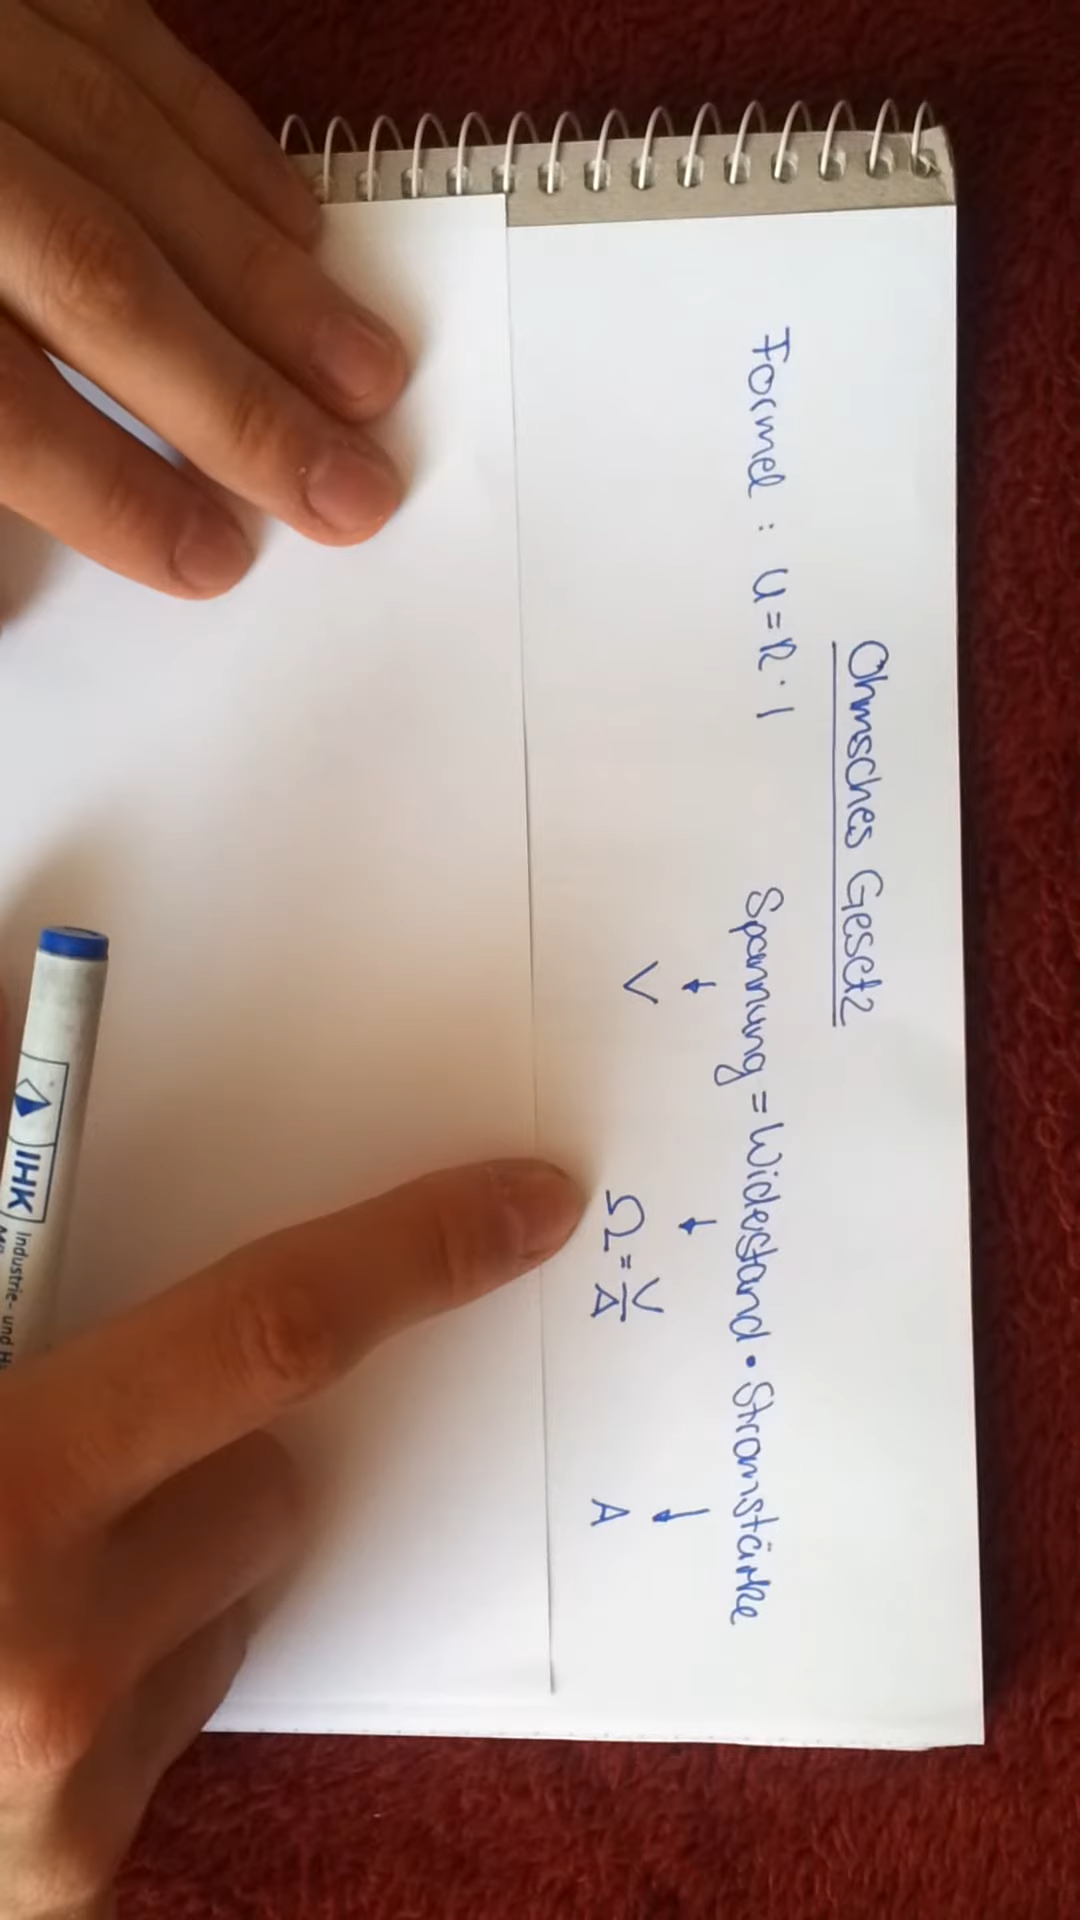 Ohmsches Gesetz
Formel : U = R · I Spannung = Widerstand · Stromstärke
V Ω = V/A A
IHK Industrie- und